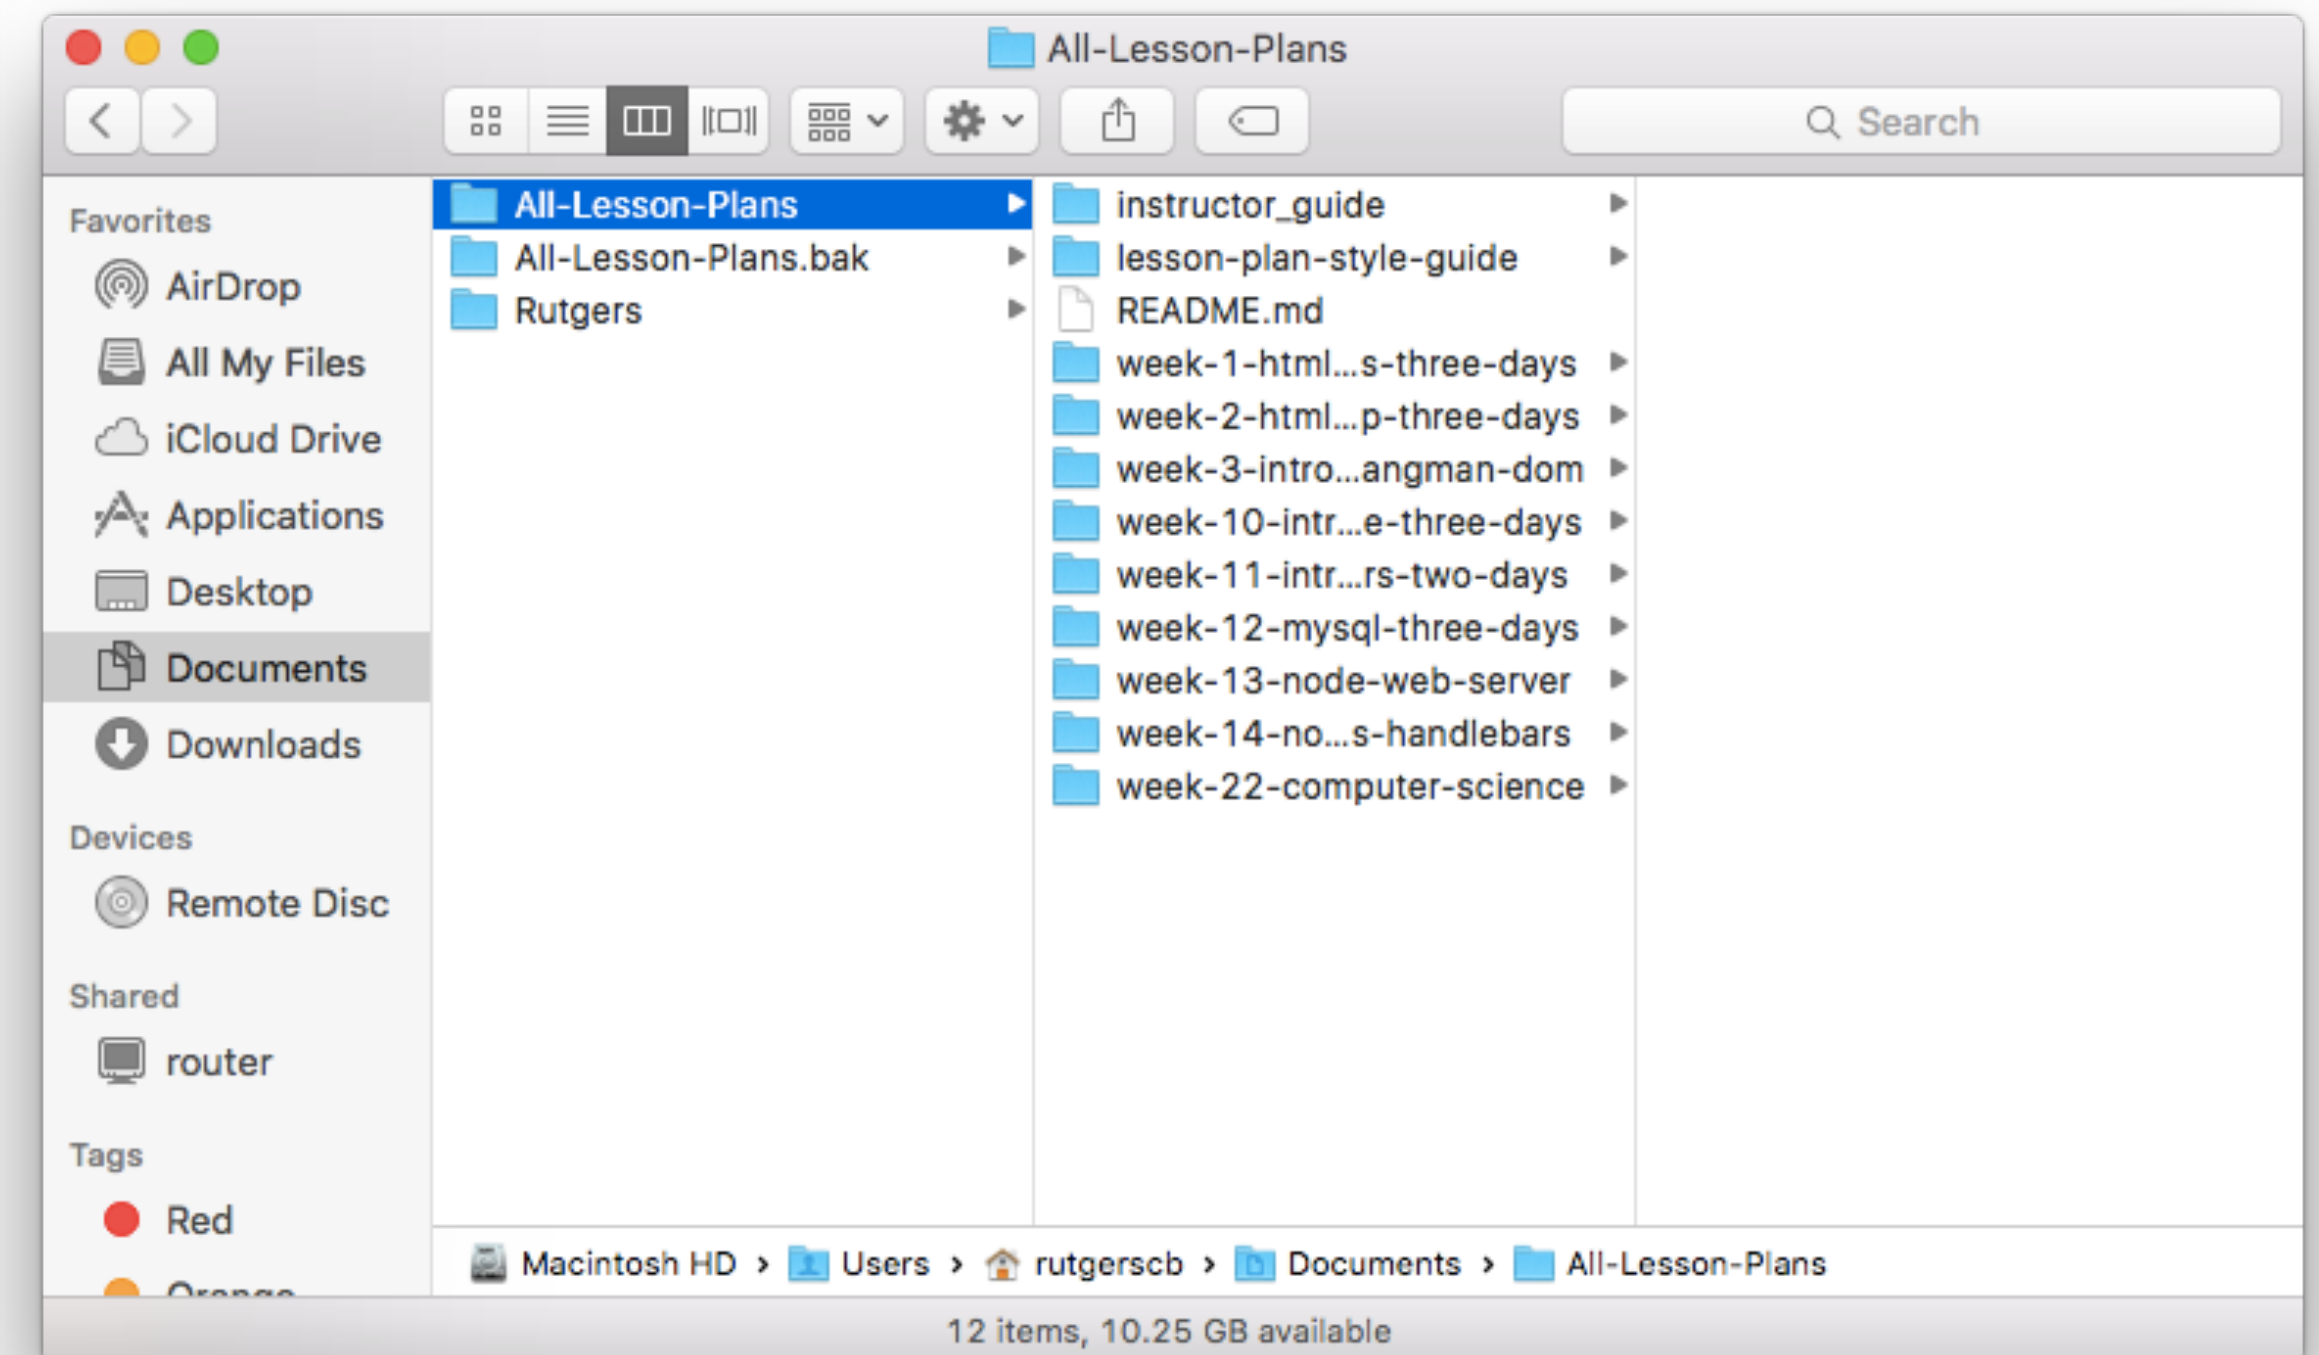 All-Lesson-Plans
Search
Favorites
AirDrop
All My Files
iCloud Drive
Applications
Desktop
Documents
Downloads
Devices
Remote Disc
Shared
router
Tags
Red
Orange
All-Lesson-Plans
All-Lesson-Plans.bak
Rutgers
instructor_guide
lesson-plan-style-guide
README.md
week-1-html...s-three-days
week-2-html...p-three-days
week-3-intro...angman-dom
week-10-intr...e-three-days
week-11-intr...rs-two-days
week-12-mysql-three-days
week-13-node-web-server
week-14-no...s-handlebars
week-22-computer-science
Macintosh HD › Users › rutgerscb › Documents › All-Lesson-Plans
12 items, 10.25 GB available